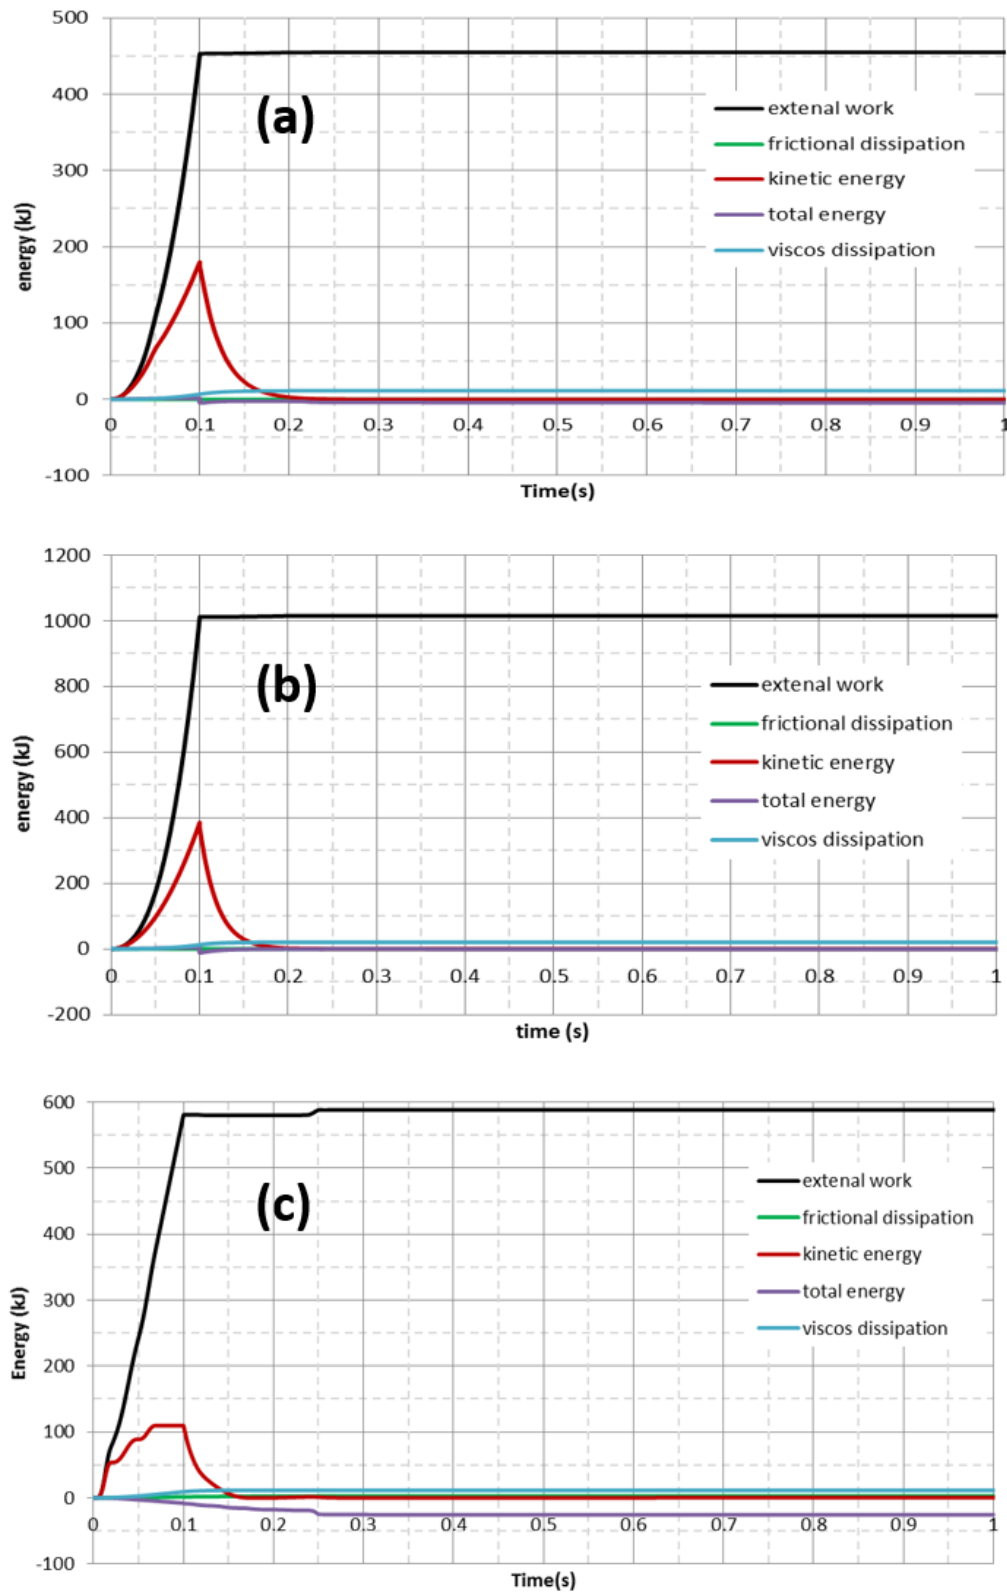 500
400
300
200
100
0
-100
energy (kJ)
(a)
extenal work
frictional dissipation
kinetic energy
total energy
viscos dissipation
0 0.1 0.2 0.3 0.4 0.5 0.6 0.7 0.8 0.9 1
Time(s)
1200
1000
800
600
400
200
0
-200
energy (kJ)
(b)
extenal work
frictional dissipation
kinetic energy
total energy
viscos dissipation
0 0.1 0.2 0.3 0.4 0.5 0.6 0.7 0.8 0.9 1
time (s)
600
500
400
300
200
100
0
-100
Energy (kJ)
(c)
extenal work
frictional dissipation
kinetic energy
total energy
viscos dissipation
0 0.1 0.2 0.3 0.4 0.5 0.6 0.7 0.8 0.9 1
Time(s)